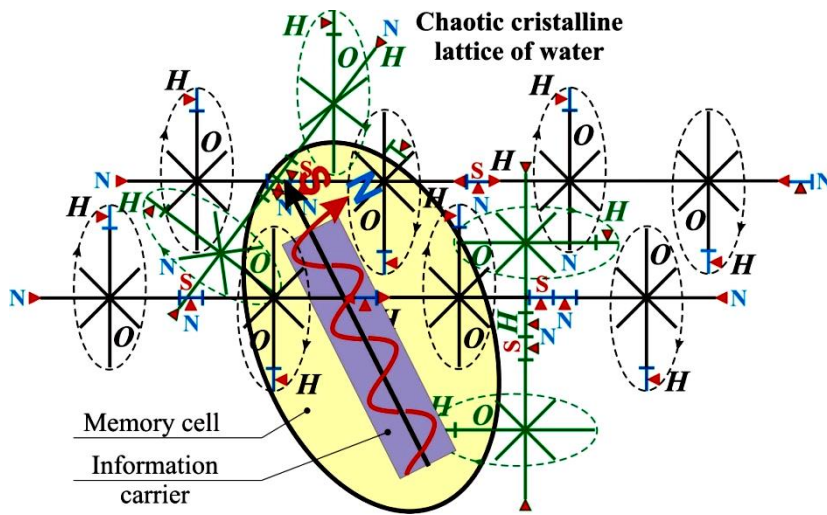 H N
Chaotic cristalline
lattice of water
O H
H H
O O O
S H
N S N N
H N N N
H H H
O H
O N H O N H
S S
N N
N H H N N
O O O S N O
H H H
H
Memory cell O
Information
carrier